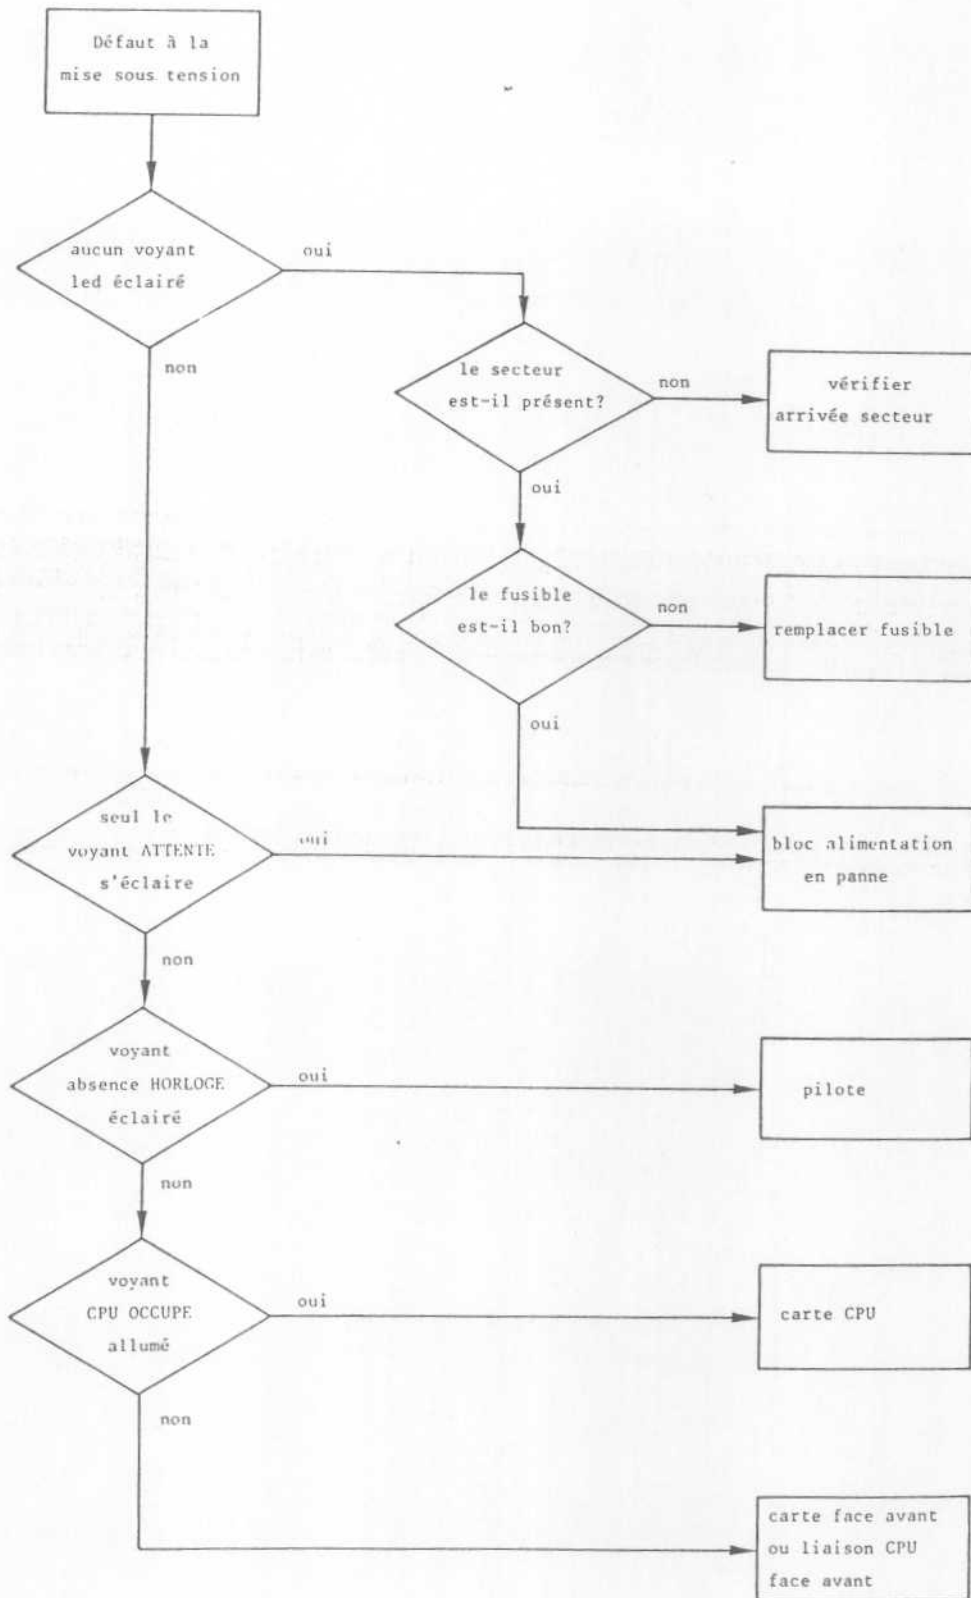 Défaut à la
mise sous tension
aucun voyant
led éclairé
oui
non
le secteur
est-il présent?
non
vérifier
arrivée secteur
oui
le fusible
est-il bon?
non
remplacer fusible
oui
seul le
voyant ATTENTE
s'éclaire
oui
bloc alimentation
en panne
non
voyant
absence HORLOGE
éclairé
oui
pilote
non
voyant
CPU OCCUPE
allumé
oui
carte CPU
non
carte face avant
ou liaison CPU
face avant